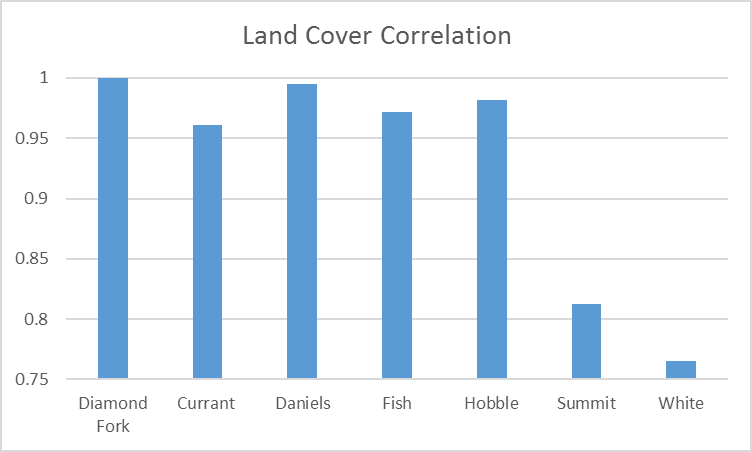 Land Cover Correlation
1
0.95
0.9
0.85
0.8
0.75
Diamond Fork
Currant
Daniels
Fish
Hobble
Summit
White